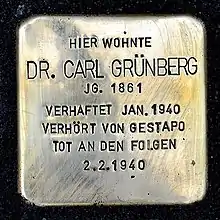 HIER WOHNTE
DR. CARL GRÜNBERG
JG. 1861
VERHAFTET JAN. 1940
VERHÖRT VON GESTAPO
TOT AN DEN FOLGEN
2.2.1940